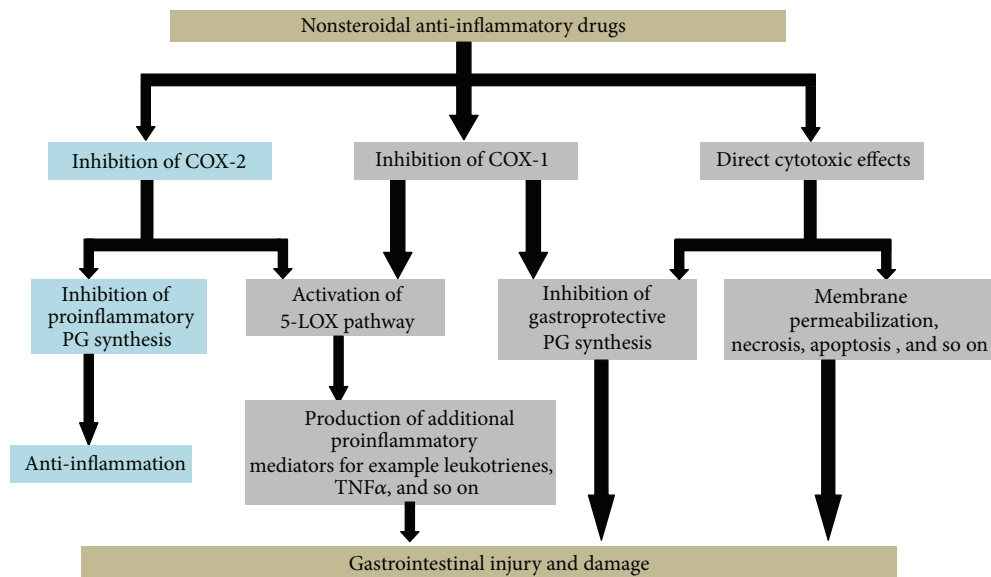 Nonsteroidal anti-inflammatory drugs
Inhibition of COX-2
Inhibition of COX-1
Direct cytotoxic effects
Inhibition of
proinflammatory
PG synthesis
Activation of
5-LOX pathway
Inhibition of
gastroprotective
PG synthesis
Membrane
permeabilization,
necrosis, apoptosis , and so on
Anti-inflammation
Production of additional
proinflammatory
mediators for example leukotrienes,
TNFα, and so on
Gastrointestinal injury and damage